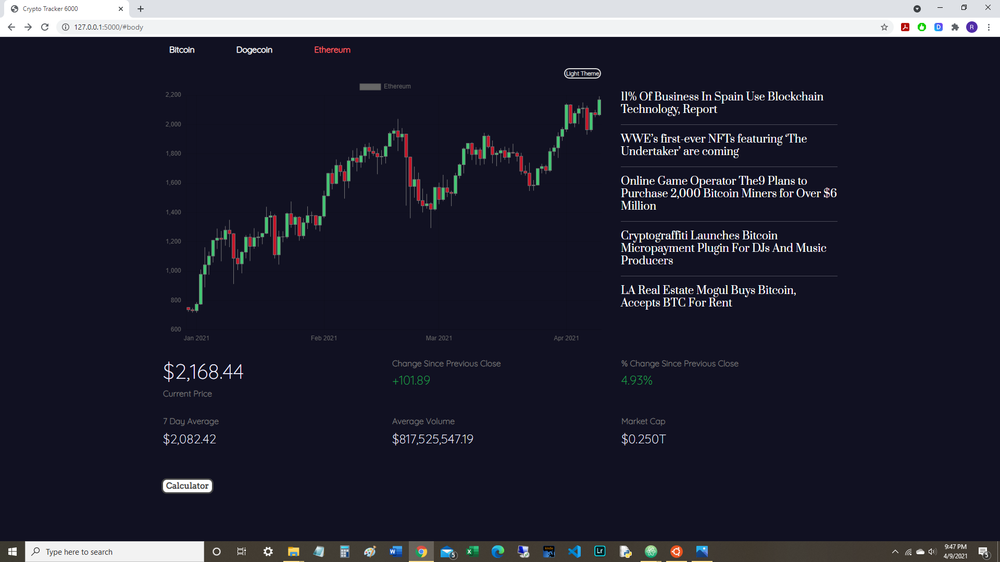 Crypto Tracker 6000
127.0.0.1:5000/#body
R
D
Bitcoin Dogecoin Ethereum
Light Theme
Ethereum
2,200
2,000
1,800
1,600
1,400
1,200
1,000
800
600
Jan 2021 Feb 2021 Mar 2021 Apr 2021
11% Of Business In Spain Use Blockchain
Technology, Report
WWE’s first-ever NFTs featuring ‘The
Undertaker’ are coming
Online Game Operator The9 Plans to
Purchase 2,000 Bitcoin Miners for Over $6
Million
Cryptograffiti Launches Bitcoin
Micropayment Plugin For DJs And Music
Producers
LA Real Estate Mogul Buys Bitcoin,
Accepts BTC For Rent
$2,168.44
Current Price
Change Since Previous Close
+101.89
% Change Since Previous Close
4.93%
7 Day Average
$2,082.42
Average Volume
$817,525,547.19
Market Cap
$0.250T
Calculator
Type here to search
W
5
X
kindle
Lr
9:47 PM
4/9/2021
5